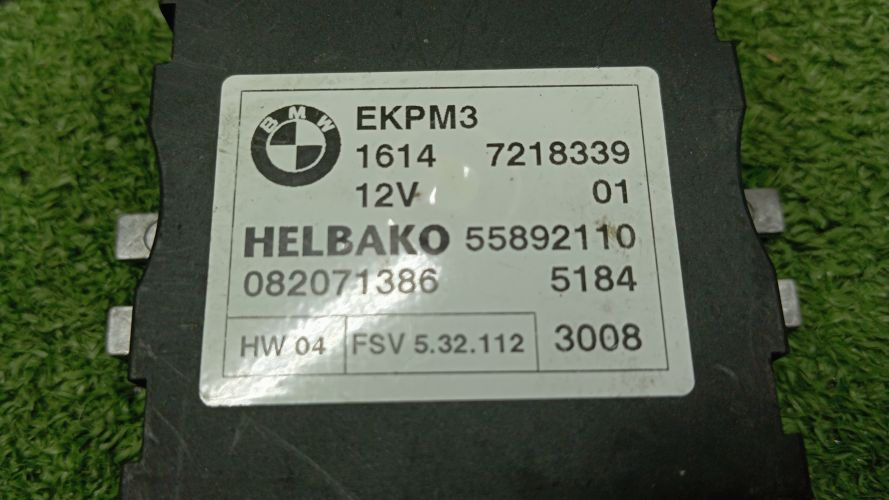 BMW
EKPM3
1614 7218339
12V 01
HELBAKO 55892110
082071386 5184
HW 04 FSV 5.32.112 3008